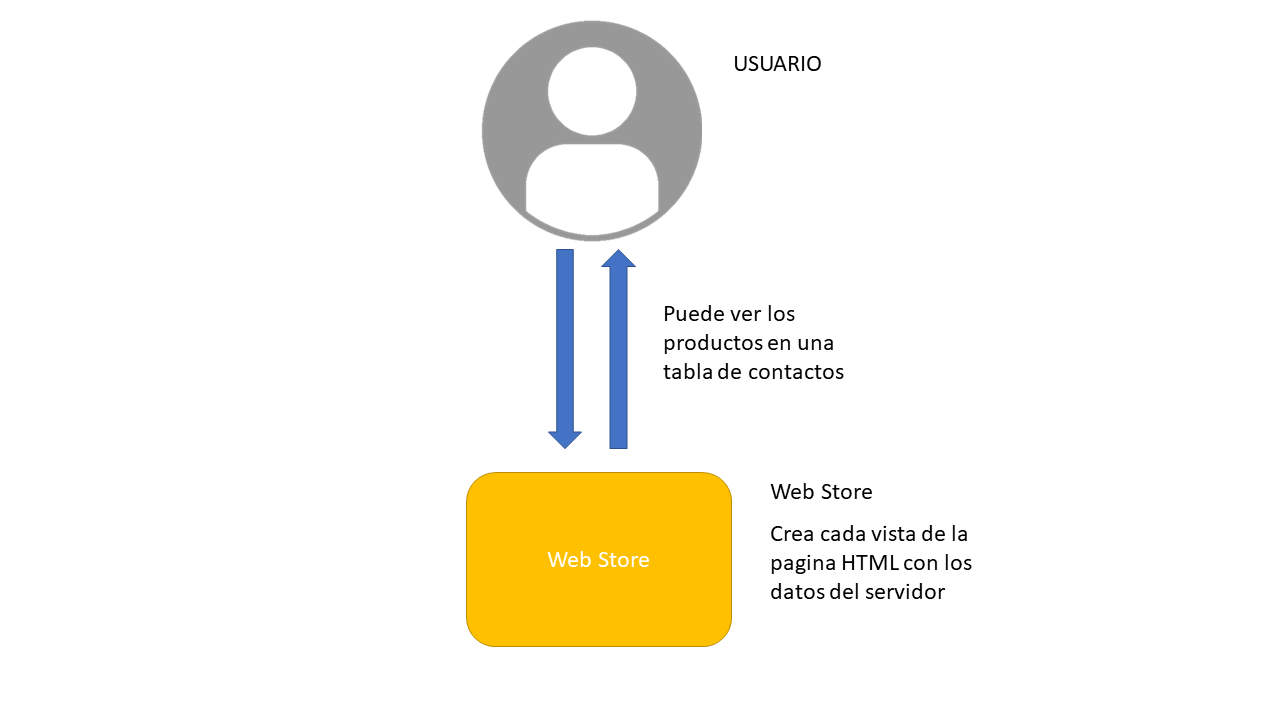 USUARIO
Puede ver los
productos en una
tabla de contactos
Web Store
Web Store
Crea cada vista de la
pagina HTML con los
datos del servidor